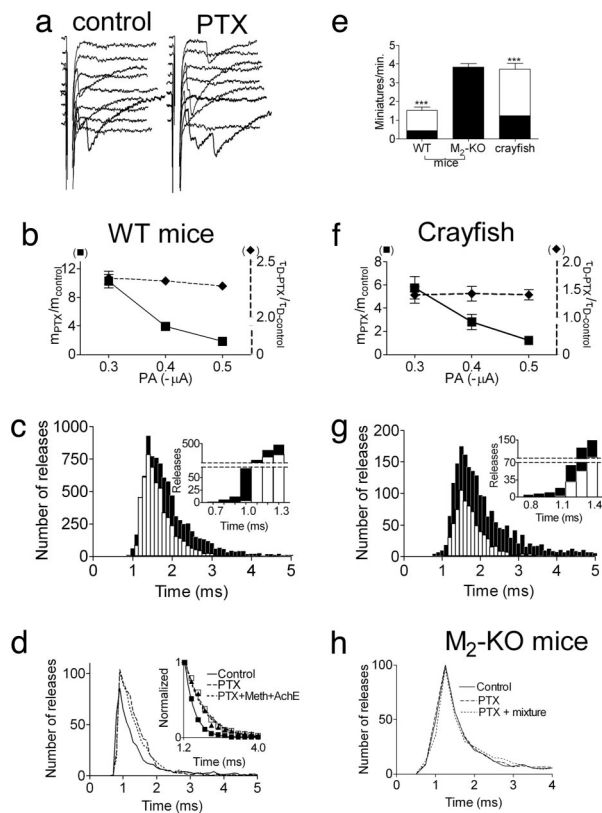 a
control PTX
e
Miniatures/min.
5
4
3
2
1
0
***
***
WT M2-KO crayfish
mice
b
WT mice
(■) (◆)
mPTX/mcontrol
12
8
4
0
2.5
2.0
0
τD-PTX/τD-control
0.3 0.4 0.5
PA (-μA)
f
Crayfish
(■) (◆)
mPTX/mcontrol
8
6
4
2
0
2.0
1.5
1.0
0
τD-PTX/τD-control
0.3 0.4 0.5
PA (-μA)
c
Number of releases
1000
750
500
250
0
0 1 2 3 4 5
Time (ms)
Releases
500
50
25
0
0.7 1.0 1.3
Time (ms)
g
Number of releases
200
150
100
50
0
0 1 2 3 4 5
Time (ms)
Releases
150
70
35
0
0.8 1.1 1.4
Time (ms)
d
Number of releases
100
50
0
0 1 2 3 4 5
Time (ms)
Normalized
1
0
1.2 4.0
Time (ms)
Control
PTX
PTX+Meth+AchE
h
M2-KO mice
Number of releases
100
50
0
0 1 2 3 4
Time (ms)
Control
PTX
PTX + mixture